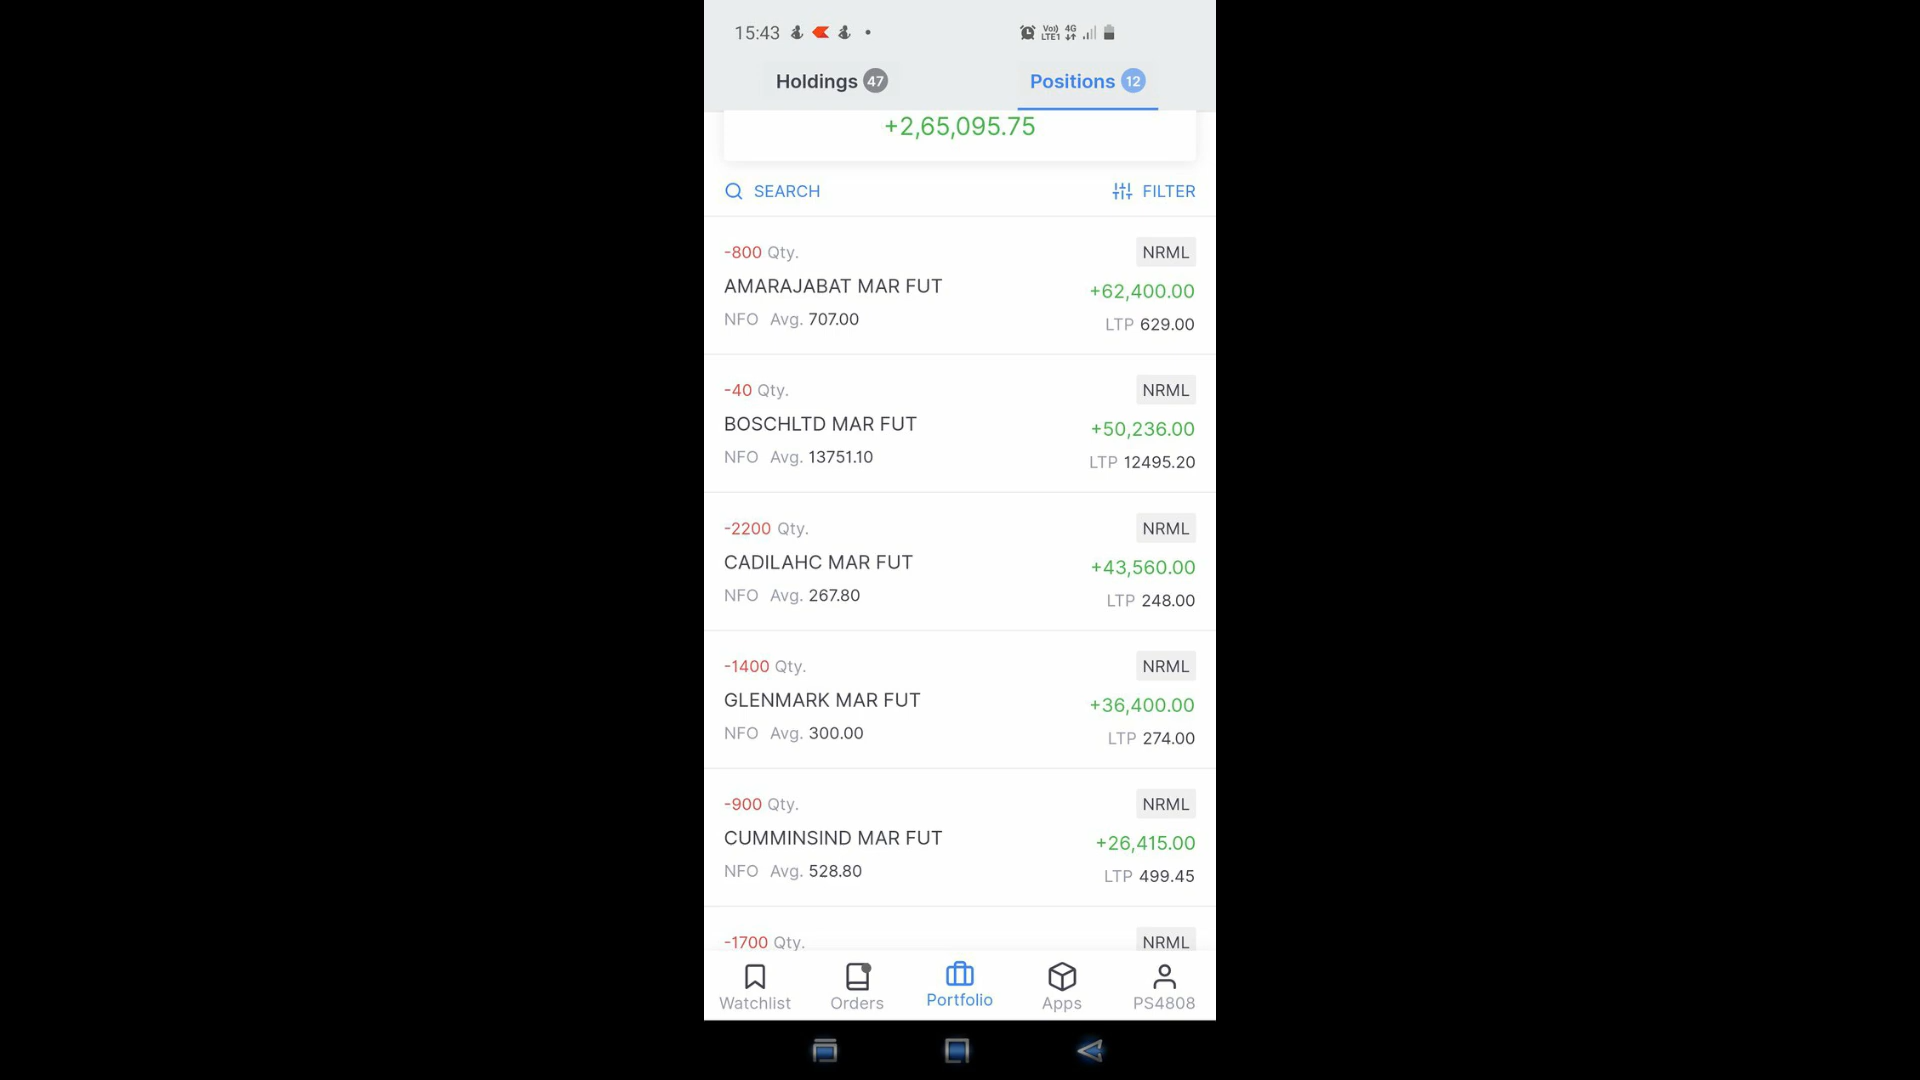 15:43 Vo) LTE1 4G
Holdings 47 Positions 12
+2,65,095.75
SEARCH FILTER
-800 Qty. NRML
AMARAJABAT MAR FUT +62,400.00
NFO Avg. 707.00 LTP 629.00
-40 Qty. NRML
BOSCHLTD MAR FUT +50,236.00
NFO Avg. 13751.10 LTP 12495.20
-2200 Qty. NRML
CADILAHC MAR FUT +43,560.00
NFO Avg. 267.80 LTP 248.00
-1400 Qty. NRML
GLENMARK MAR FUT +36,400.00
NFO Avg. 300.00 LTP 274.00
-900 Qty. NRML
CUMMINSIND MAR FUT +26,415.00
NFO Avg. 528.80 LTP 499.45
-1700 Qty. NRML
Watchlist Orders Portfolio Apps PS4808